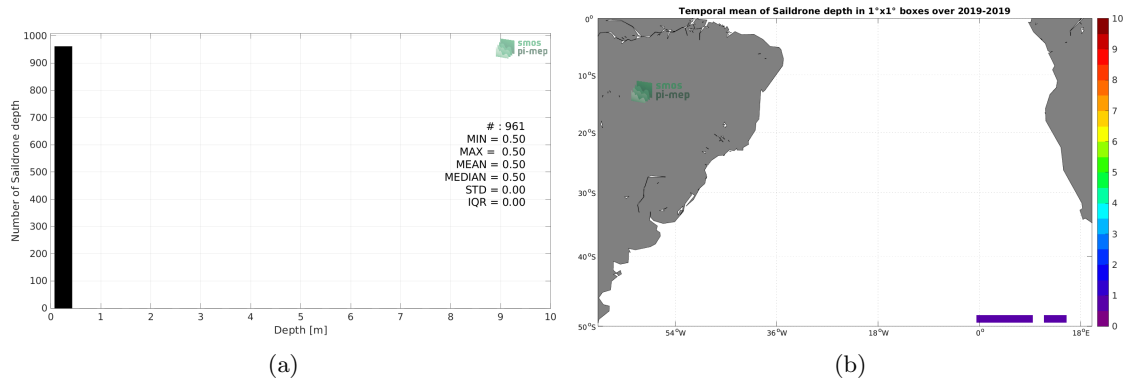 Temporal mean of Saildrone depth in 1°x1° boxes over 2019-2019
smos
pi-mep
Number of Saildrone depth
1000
900
800
700
600
500
400
300
200
100
0
# : 961
MIN = 0.50
MAX = 0.50
MEAN = 0.50
MEDIAN = 0.50
STD = 0.00
IQR = 0.00
0 1 2 3 4 5 6 7 8 9 10
Depth [m]
(a)
0°
10°S
20°S
30°S
40°S
50°S
smos
pi-mep
54°W 36°W 18°W 0° 18°E
10
9
8
7
6
5
4
3
2
1
0
(b)